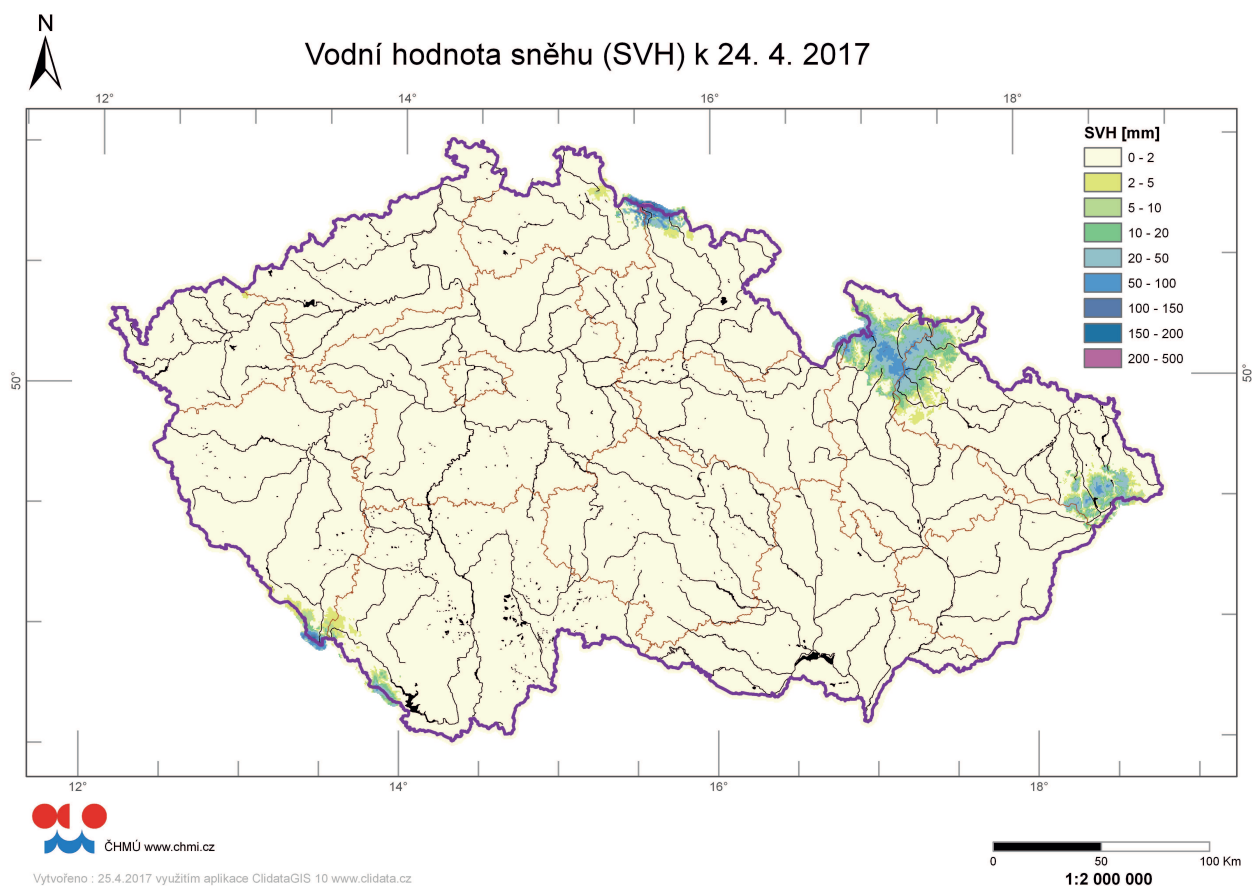 N
Vodní hodnota sněhu (SVH) k 24. 4. 2017
12° 14° 16° 18°
SVH [mm]
0 - 2
2 - 5
5 - 10
10 - 20
20 - 50
50 - 100
100 - 150
150 - 200
200 - 500
50° 50°
12° 14° 16° 18°
ČHMÚ www.chmi.cz
0 50 100 Km
1:2 000 000
Vytvořeno : 25.4.2017 využitím aplikace ClidataGIS 10 www.clidata.cz